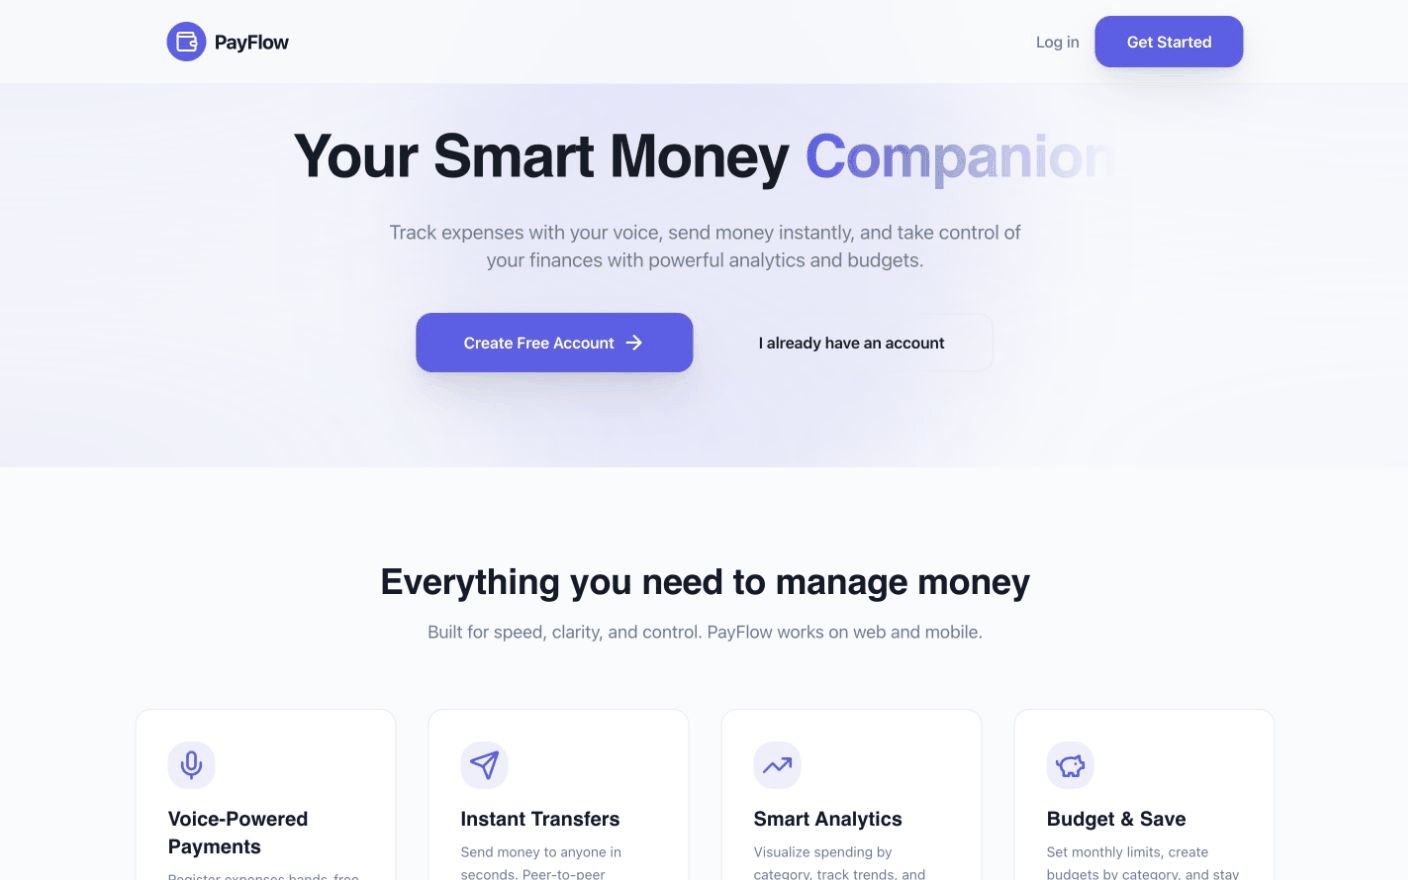 PayFlow
Log in
Get Started
Your Smart Money Companion
Track expenses with your voice, send money instantly, and take control of
your finances with powerful analytics and budgets.
Create Free Account
I already have an account
Everything you need to manage money
Built for speed, clarity, and control. PayFlow works on web and mobile.
Voice-Powered
Payments
Register expenses hands-free
Instant Transfers
Send money to anyone in
seconds. Peer-to-peer
Smart Analytics
Visualize spending by
category, track trends, and
Budget & Save
Set monthly limits, create
budgets by category, and stay